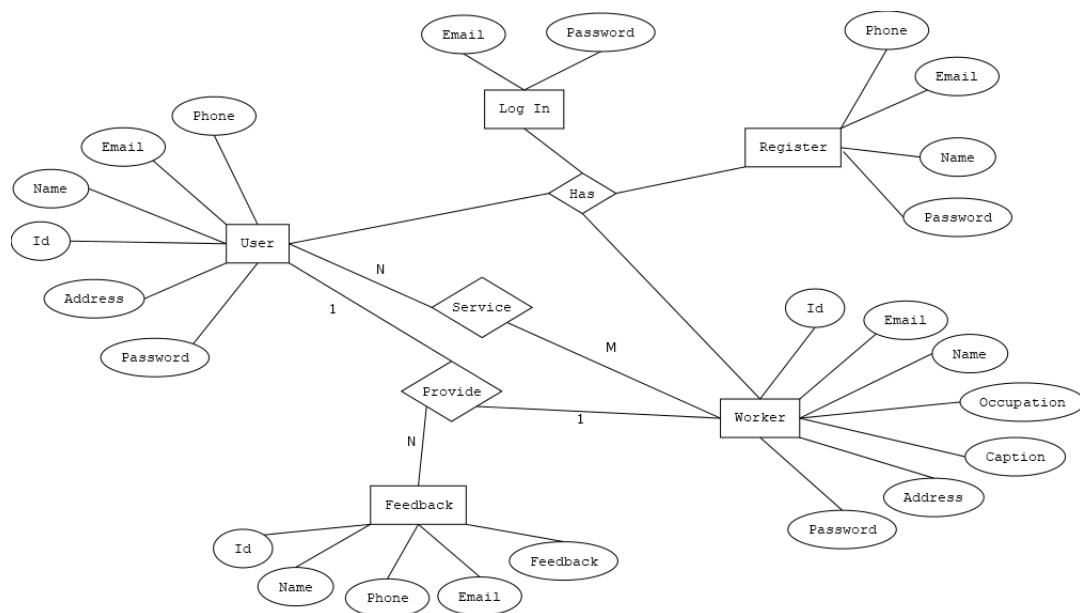 Email
Password
Log In
Phone
Email
Register
Name
Password
Phone
Email
Name
Id
User
Address
Password
Has
N
Service
1
M
Provide
N
1
Id
Email
Name
Occupation
Worker
Caption
Address
Password
Feedback
Id
Name
Phone
Email
Feedback